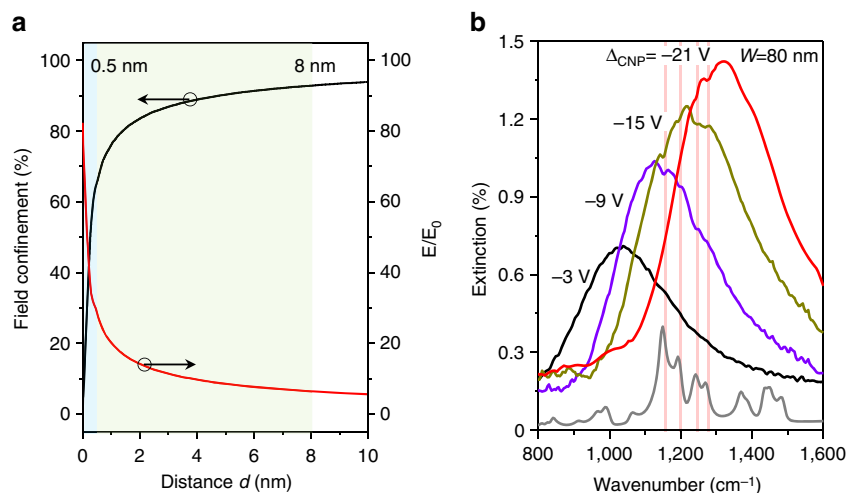 a
0.5 nm
8 nm
100
80
60
40
20
0
Field confinement (%)
100
80
60
40
20
0
E/E0
0
2
4
6
8
10
Distance d (nm)
b
ΔCNP= –21 V
W=80 nm
–15 V
–9 V
–3 V
1.5
1.2
0.9
0.6
0.3
0
Extinction (%)
800
1,000
1,200
1,400
1,600
Wavenumber (cm–1)